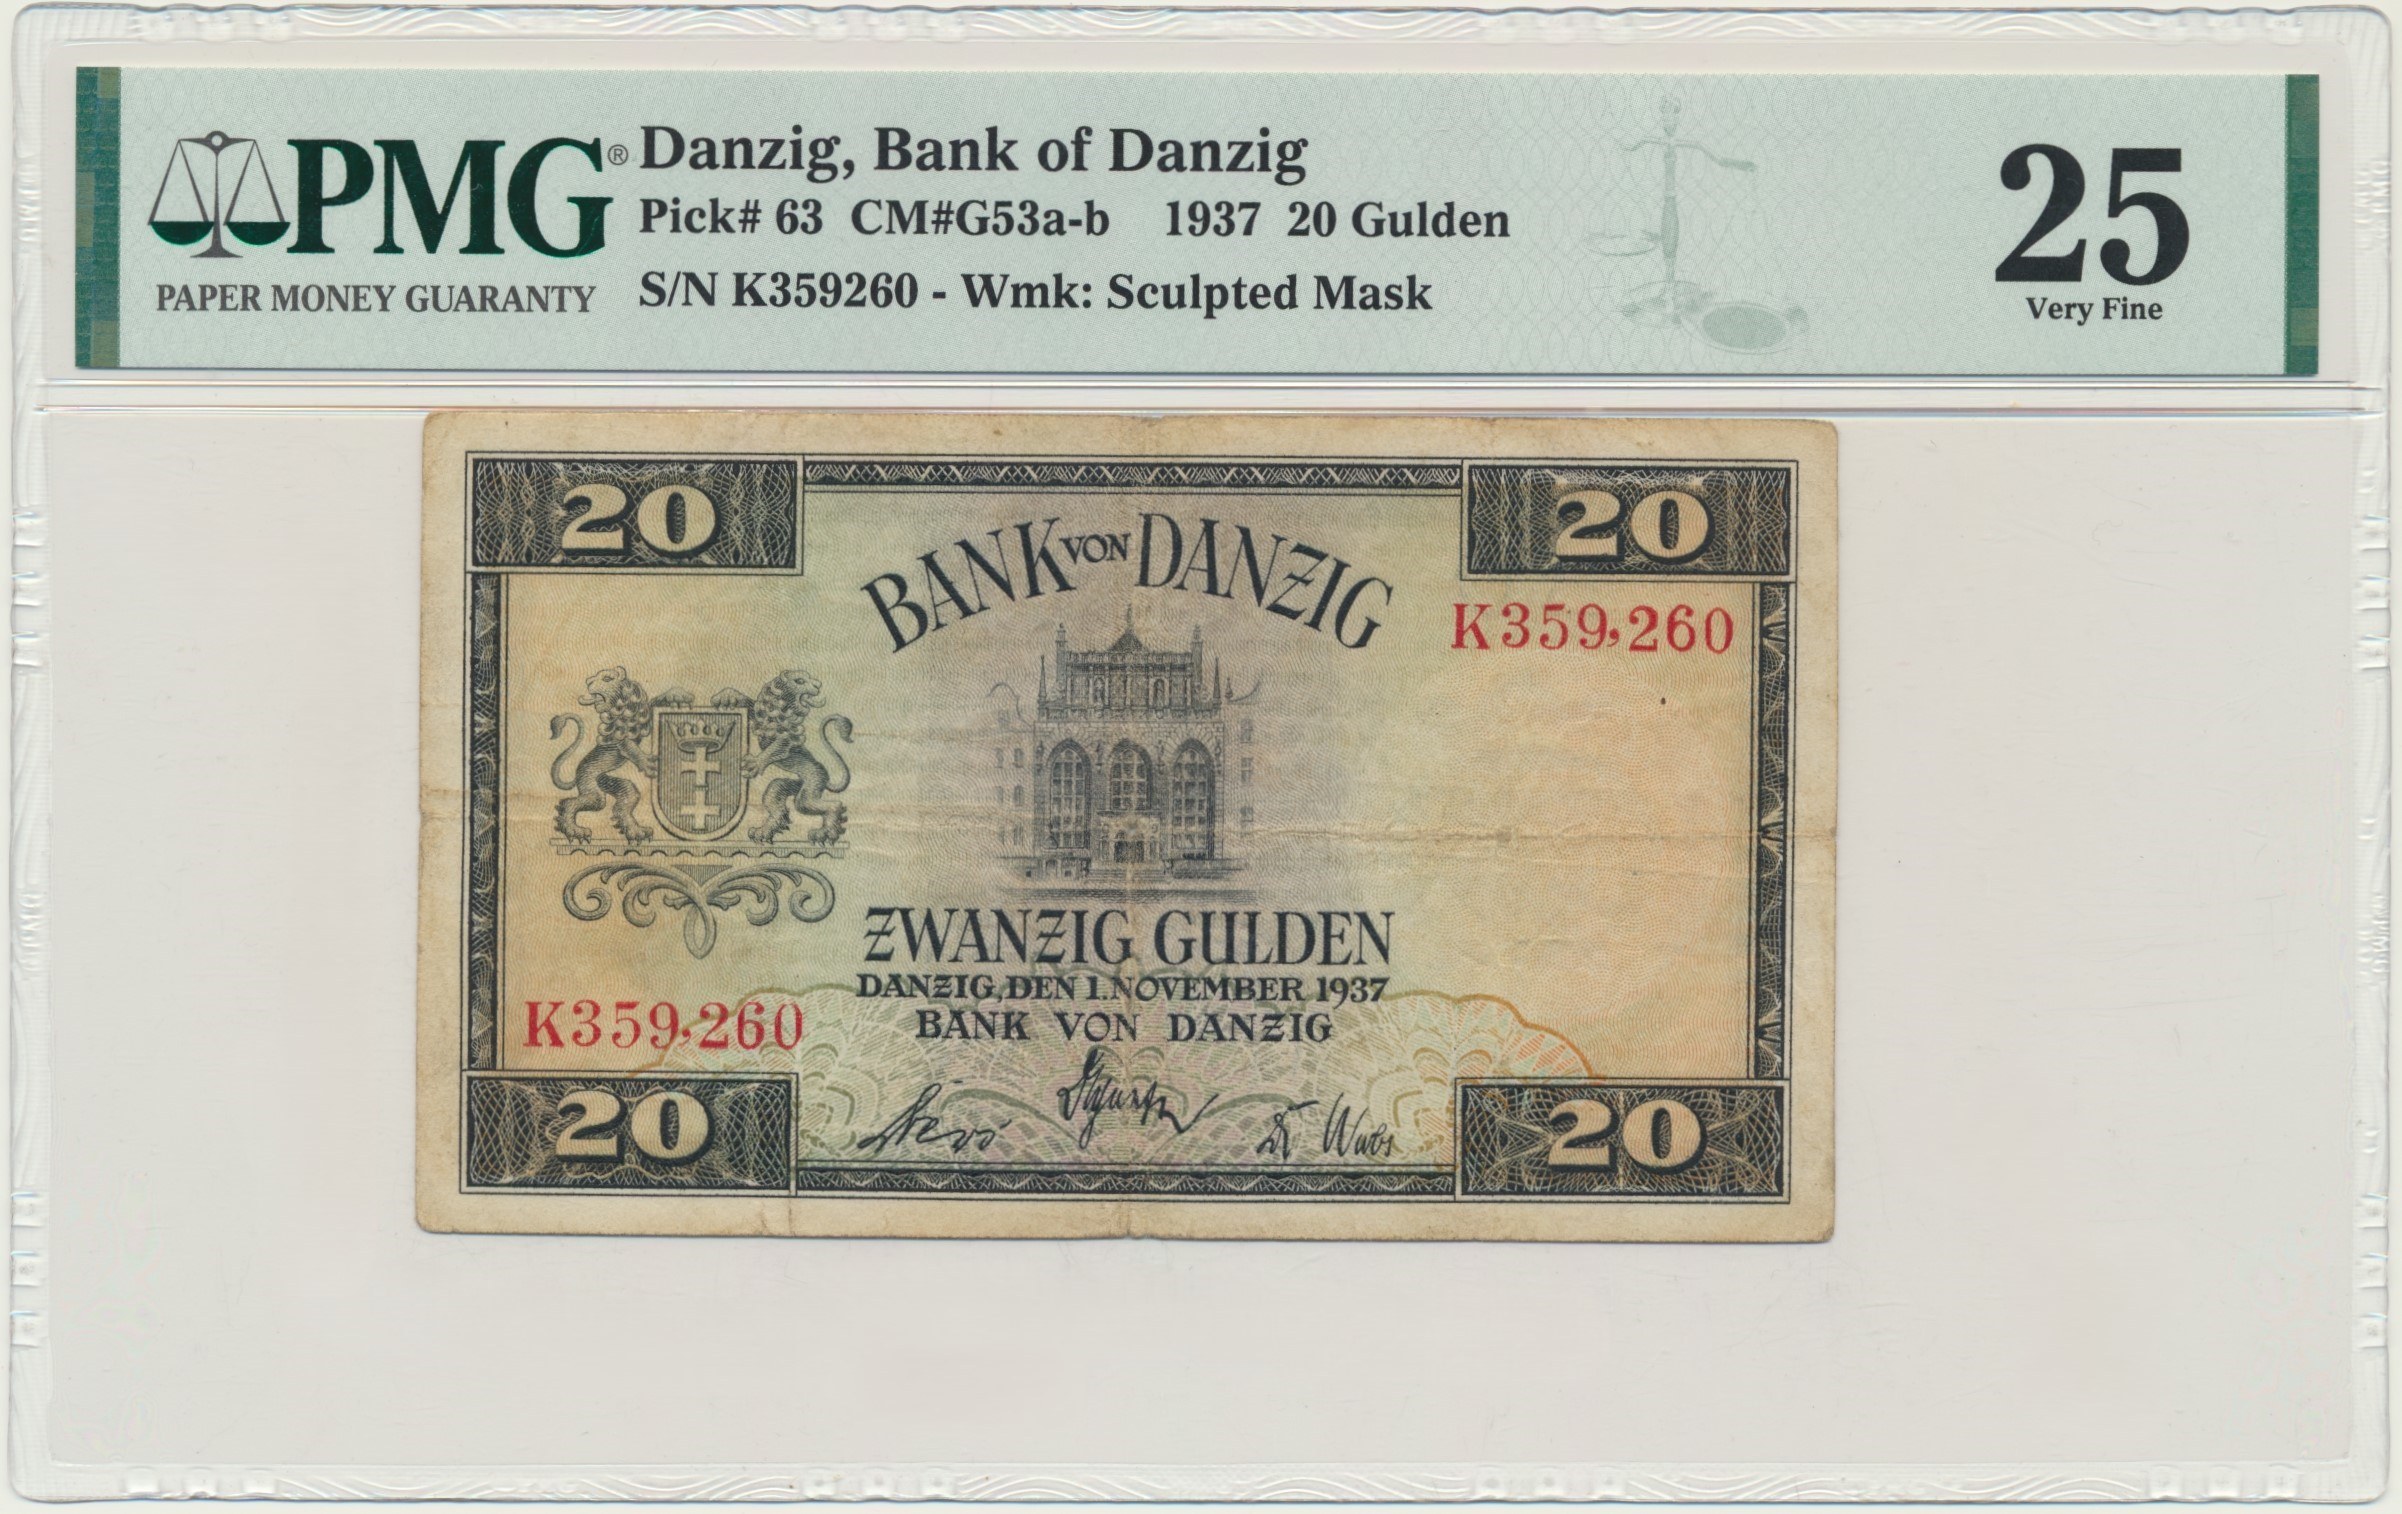 PMG®
PAPER MONEY GUARANTY
Danzig, Bank of Danzig
Pick# 63 CM#G53a-b 1937 20 Gulden
S/N K359260 - Wmk: Sculpted Mask
25
Very Fine
20
20
BANK VON DANZIG
K359,260
ZWANZIG GULDEN
DANZIG, DEN 1. NOVEMBER 1937
K359,260
BANK VON DANZIG
20
20